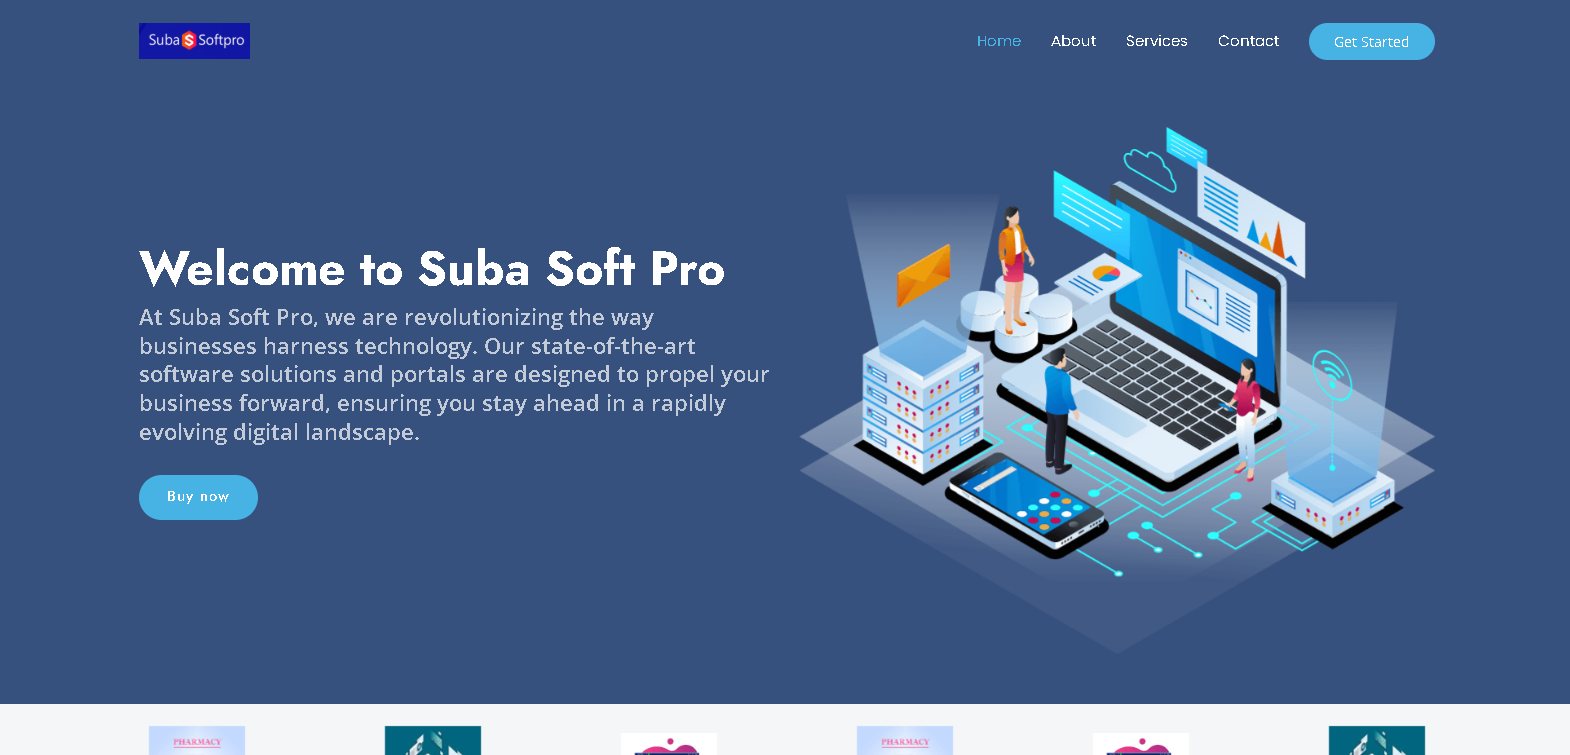 Suba S Softpro
Home About Services Contact Get Started
Welcome to Suba Soft Pro
At Suba Soft Pro, we are revolutionizing the way
businesses harness technology. Our state-of-the-art
software solutions and portals are designed to propel your
business forward, ensuring you stay ahead in a rapidly
evolving digital landscape.
Buy now
PHARMACY PHARMACY